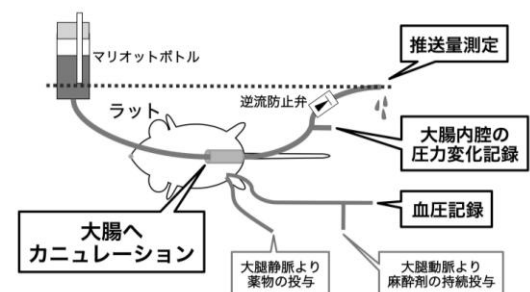 マリオットボトル
推送量測定
逆流防止弁
ラット
大腸内腔の
圧力変化記録
血圧記録
大腸へ
カニュレーション
大腿静脈より
薬物の投与
大腿動脈より
麻酔剤の持続投与